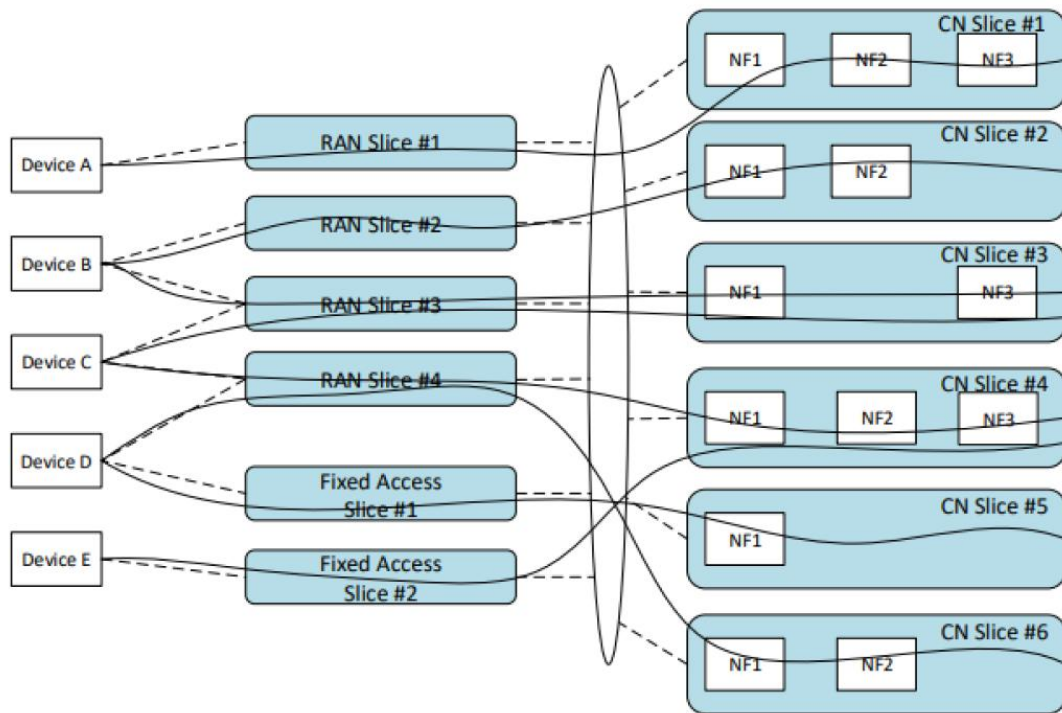 Device A
Device B
Device C
Device D
Device E
RAN Slice #1
RAN Slice #2
RAN Slice #3
RAN Slice #4
Fixed Access
Slice #1
Fixed Access
Slice #2
CN Slice #1
NF1 NF2 NF3
CN Slice #2
NF1 NF2
CN Slice #3
NF1 NF3
CN Slice #4
NF1 NF2 NF3
CN Slice #5
NF1
CN Slice #6
NF1 NF2